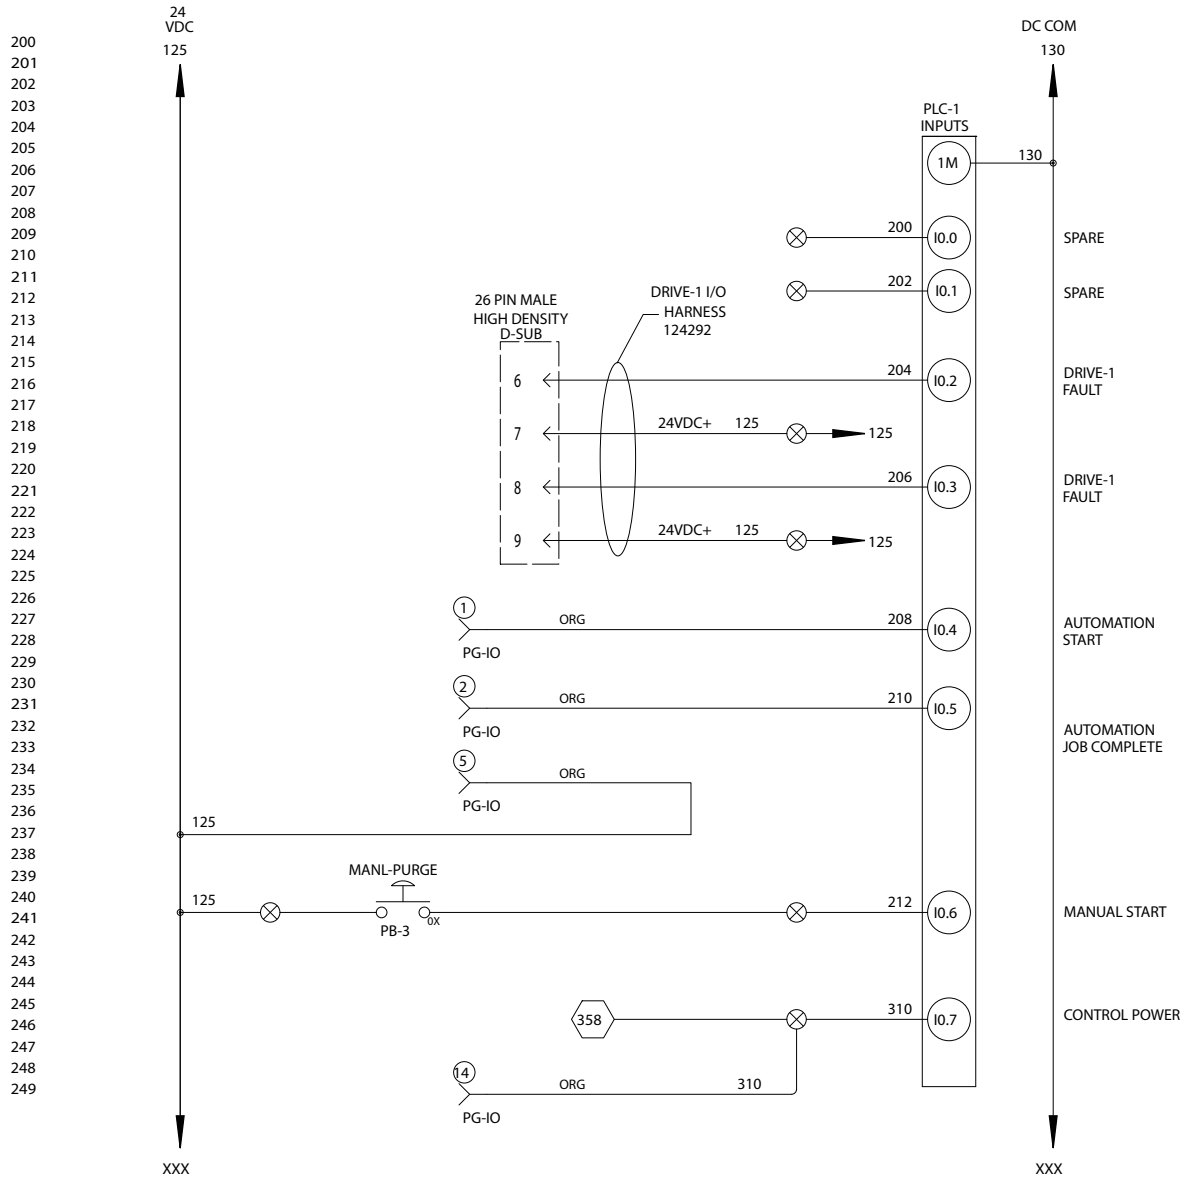 24
VDC
125
DC COM
130
200
201
202
203
204
205
206
207
208
209
210
211
212
213
214
215
216
217
218
219
220
221
222
223
224
225
226
227
228
229
230
231
232
233
234
235
236
237
238
239
240
241
242
243
244
245
246
247
248
249
PLC-1
INPUTS
1M
130
200
I0.0
SPARE
202
I0.1
SPARE
26 PIN MALE
HIGH DENSITY
D-SUB
DRIVE-1 I/O
HARNESS
124292
6
204
I0.2
DRIVE-1
FAULT
7
24VDC+
125
125
8
206
I0.3
DRIVE-1
FAULT
9
24VDC+
125
125
1
PG-IO
ORG
208
I0.4
AUTOMATION
START
2
PG-IO
ORG
210
I0.5
AUTOMATION
JOB COMPLETE
5
PG-IO
ORG
125
MANL-PURGE
125
0X
PB-3
212
I0.6
MANUAL START
358
310
I0.7
CONTROL POWER
14
PG-IO
ORG
310
XXX
XXX